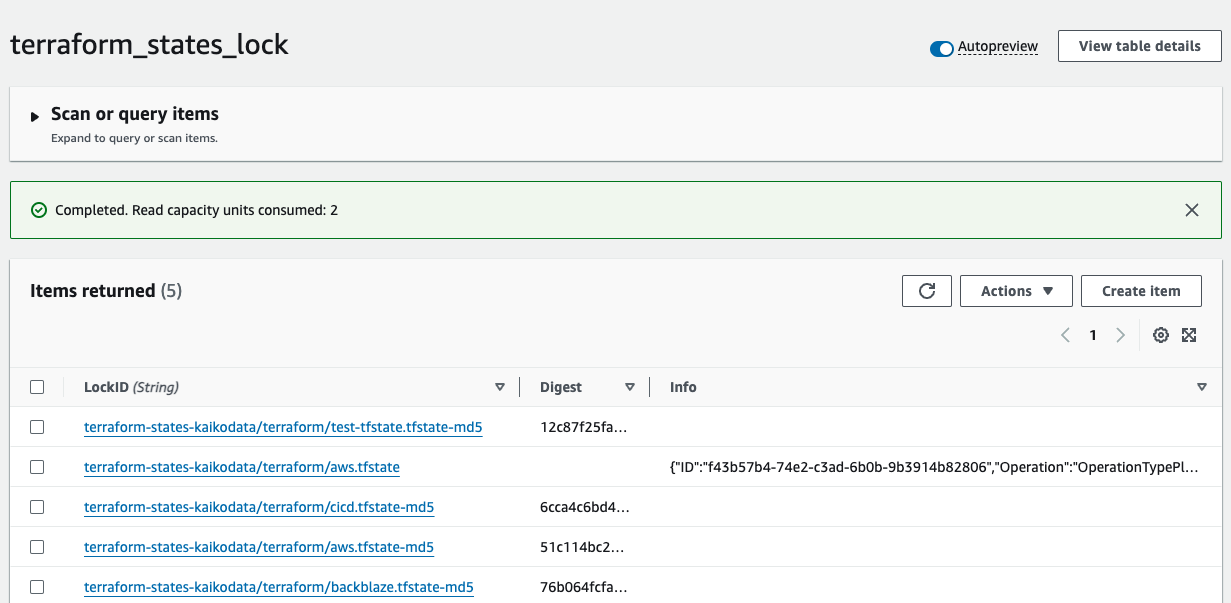 terraform_states_lock
Autopreview
View table details
Scan or query items
Expand to query or scan items.
Completed. Read capacity units consumed: 2
Items returned (5)
Actions
Create item
1
LockID (String) Digest Info
terraform-states-kaikodata/terraform/test-tfstate.tfstate-md5 12c87f25fa...
terraform-states-kaikodata/terraform/aws.tfstate {"ID":"f43b57b4-74e2-c3ad-6b0b-9b3914b82806","Operation":"OperationTypePl...
terraform-states-kaikodata/terraform/cicd.tfstate-md5 6cca4c6bd4...
terraform-states-kaikodata/terraform/aws.tfstate-md5 51c114bc2...
terraform-states-kaikodata/terraform/backblaze.tfstate-md5 76b064fcfa...